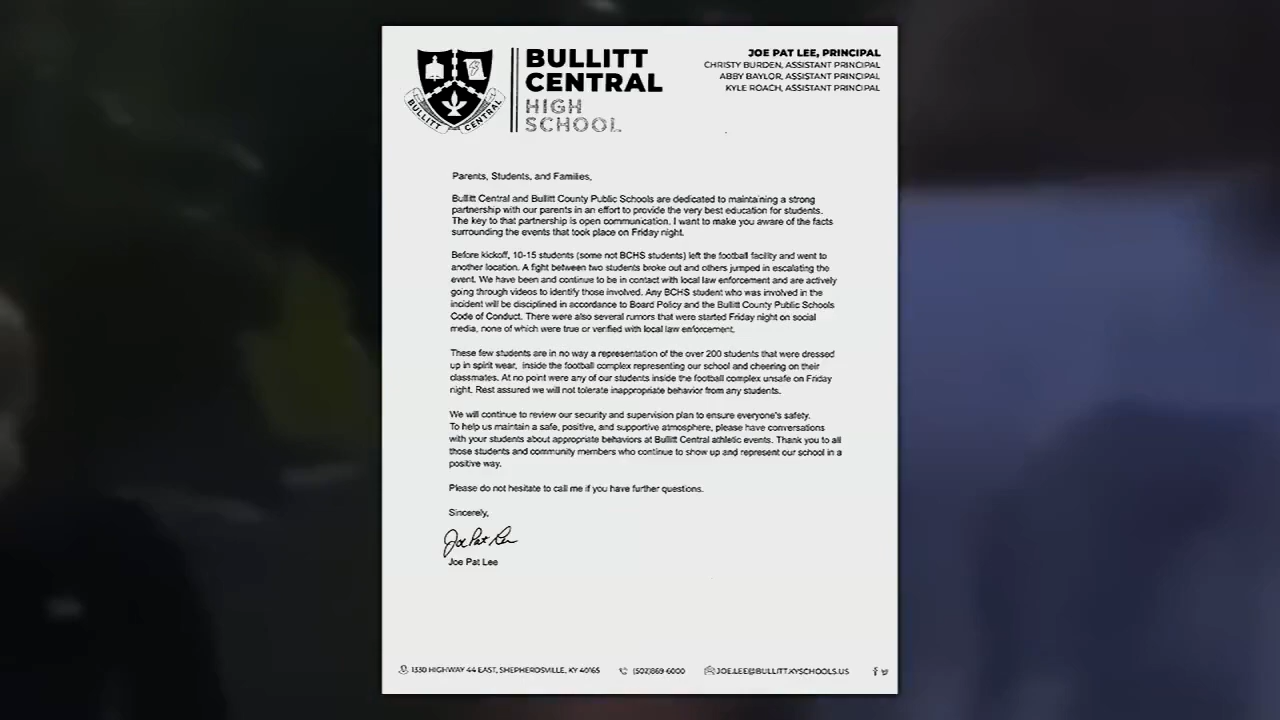 BULLITT CENTRAL
BULLITT
CENTRAL
HIGH
SCHOOL
JOE PAT LEE, PRINCIPAL
CHRISTY BURDEN, ASSISTANT PRINCIPAL
ABBY BAYLOR, ASSISTANT PRINCIPAL
KYLE ROACH, ASSISTANT PRINCIPAL
Parents, Students, and Families,
Bullitt Central and Bullitt County Public Schools are dedicated to maintaining a strong
partnership with our parents in an effort to provide the very best education for students.
The key to that partnership is open communication. I want to make you aware of the facts
surrounding the events that took place on Friday night.
Before kickoff, 10-15 students (some not BCHS students) left the football facility and went to
another location. A fight between two students broke out and others jumped in escalating the
event. We have been and continue to be in contact with local law enforcement and are actively
going through videos to identify those involved. Any BCHS student who was involved in the
incident will be disciplined in accordance to Board Policy and the Bullitt County Public Schools
Code of Conduct. There were also several rumors that were started Friday night on social
media, none of which were true or verified with local law enforcement.
These few students are in no way a representation of the over 200 students that were dressed
up in spirit wear, inside the football complex representing our school and cheering on their
classmates. At no point were any of our students inside the football complex unsafe on Friday
night. Rest assured we will not tolerate inappropriate behavior from any students.
We will continue to review our security and supervision plan to ensure everyone's safety.
To help us maintain a safe, positive, and supportive atmosphere, please have conversations
with your students about appropriate behaviors at Bullitt Central athletic events. Thank you to all
those students and community members who continue to show up and represent our school in a
positive way.
Please do not hesitate to call me if you have further questions.
Sincerely,
Joe Pat Lee
Joe Pat Lee
1330 HIGHWAY 44 EAST, SHEPHERDSVILLE, KY 40165 (502)869-6000 JOE.LEE@BULLITT.KYSCHOOLS.US